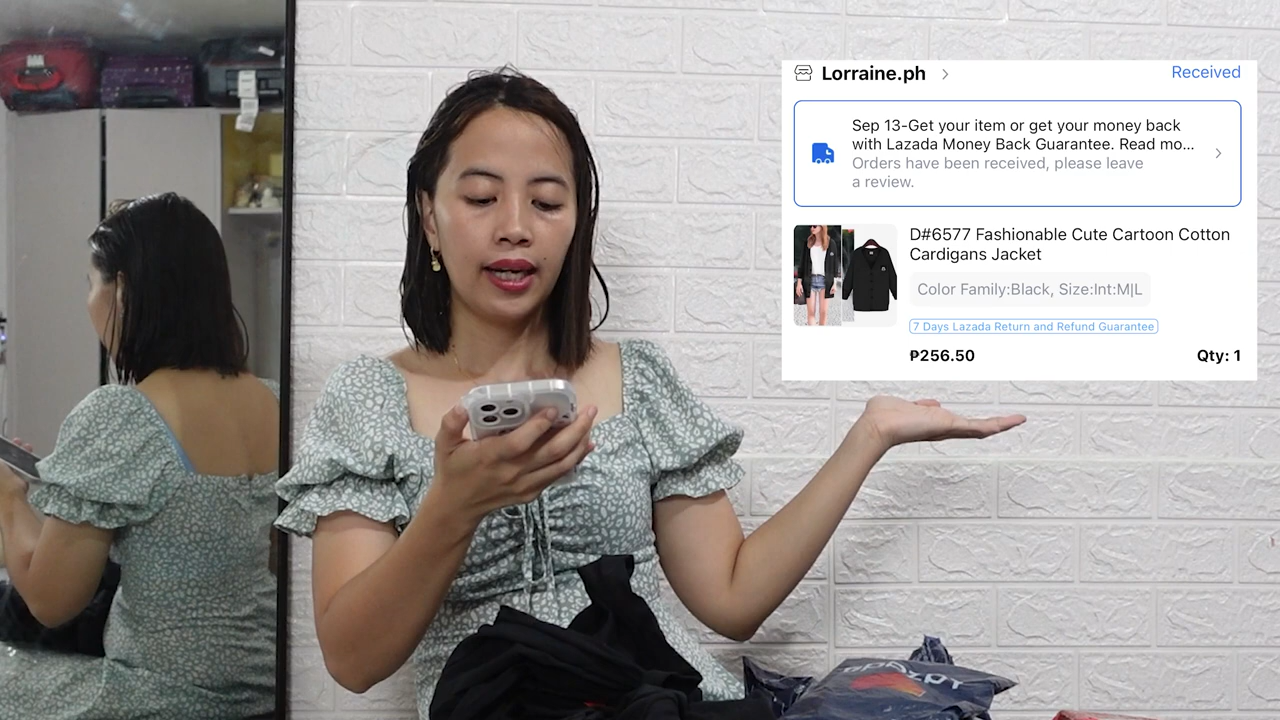 Lorraine.ph
Received
Sep 13-Get your item or get your money back
with Lazada Money Back Guarantee. Read mo...
Orders have been received, please leave
a review.
D#6577 Fashionable Cute Cartoon Cotton
Cardigans Jacket
Color Family:Black, Size:Int:M|L
7 Days Lazada Return and Refund Guarantee
₱256.50
Qty: 1